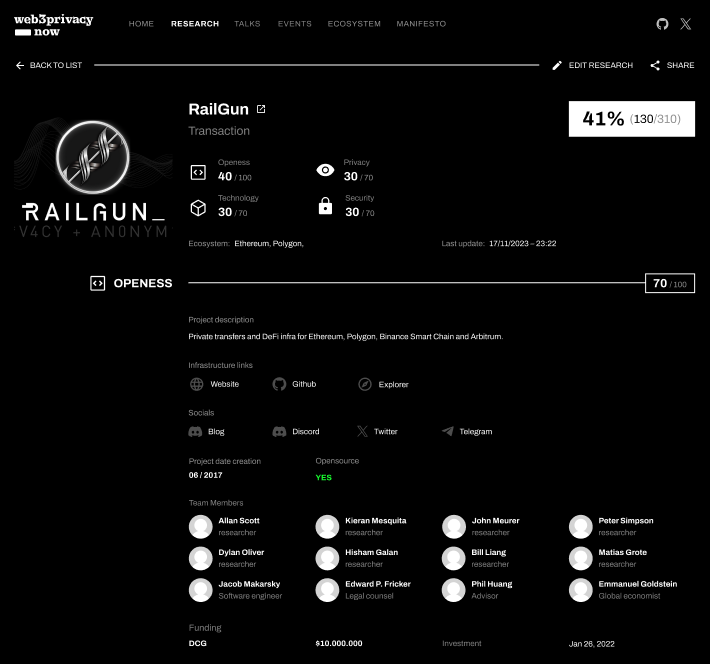 web3privacy
now
HOME RESEARCH TALKS EVENTS ECOSYSTEM MANIFESTO
BACK TO LIST EDIT RESEARCH SHARE
RailGun
Transaction
41% (130/310)
RAILGUN_
V4CY + AN0NYM
Openess
40 / 100
Privacy
30 / 70
Technology
30 / 70
Security
30 / 70
Ecosystem: Ethereum, Polygon,
Last update: 17/11/2023 – 23:22
OPENESS 70 / 100
Project description
Private transfers and DeFi infra for Ethereum, Polygon, Binance Smart Chain and Arbitrum.
Infrastructure links
Website Github Explorer
Socials
Blog Discord Twitter Telegram
Project date creation
06 / 2017
Opensource
YES
Team Members
Allan Scott
researcher
Kieran Mesquita
researcher
John Meurer
researcher
Peter Simpson
researcher
Dylan Oliver
researcher
Hisham Galan
researcher
Bill Liang
researcher
Matias Grote
researcher
Jacob Makarsky
Software engineer
Edward P. Fricker
Legal counsel
Phil Huang
Advisor
Emmanuel Goldstein
Global economist
Funding
DCG $10.000.000 Investment Jan 26, 2022